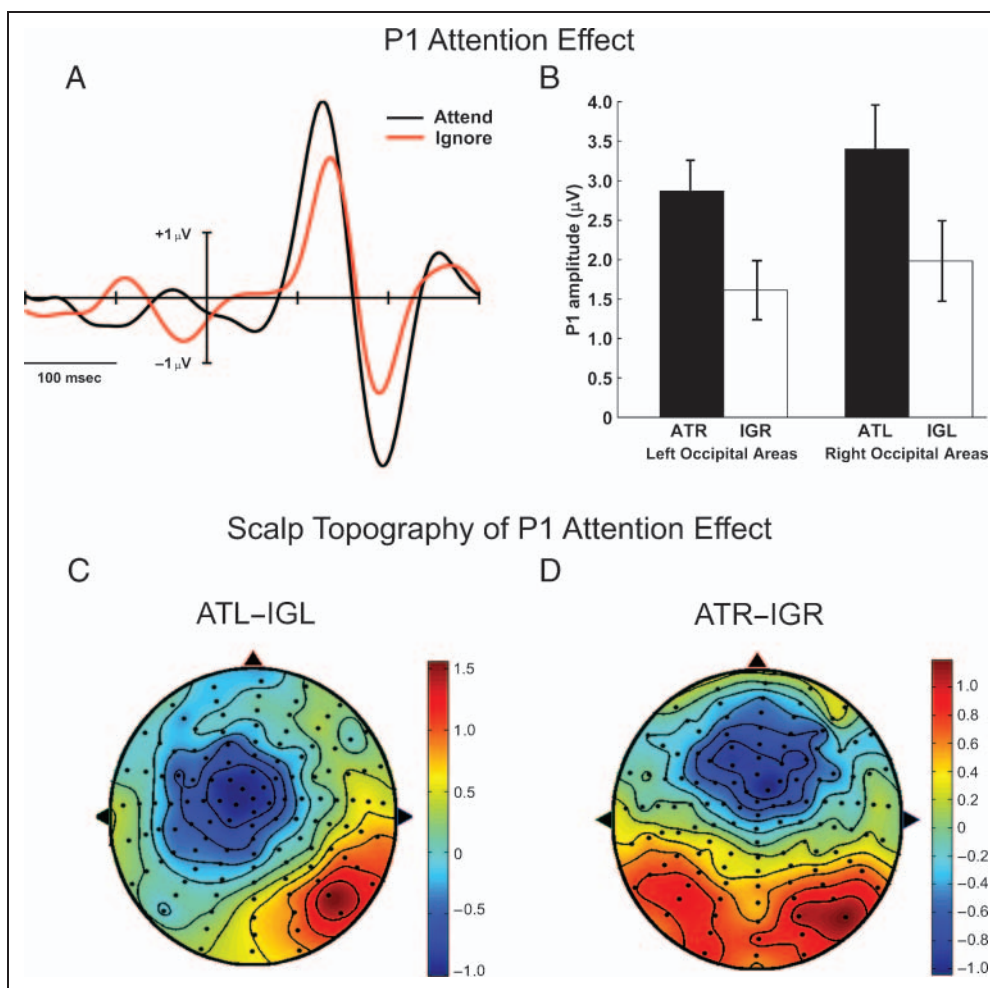 P1 Attention Effect
A
Attend
Ignore
+1 µV
−1 µV
100 msec
B
P1 amplitude (µV)
4.0
3.5
3.0
2.5
2.0
1.5
1.0
0.5
0
ATR IGR ATL IGL
Left Occipital Areas Right Occipital Areas
Scalp Topography of P1 Attention Effect
C
ATL–IGL
1.5
1.0
0.5
0
−0.5
−1.0
D
ATR–IGR
1.0
0.8
0.6
0.4
0.2
0
−0.2
−0.4
−0.6
−0.8
−1.0